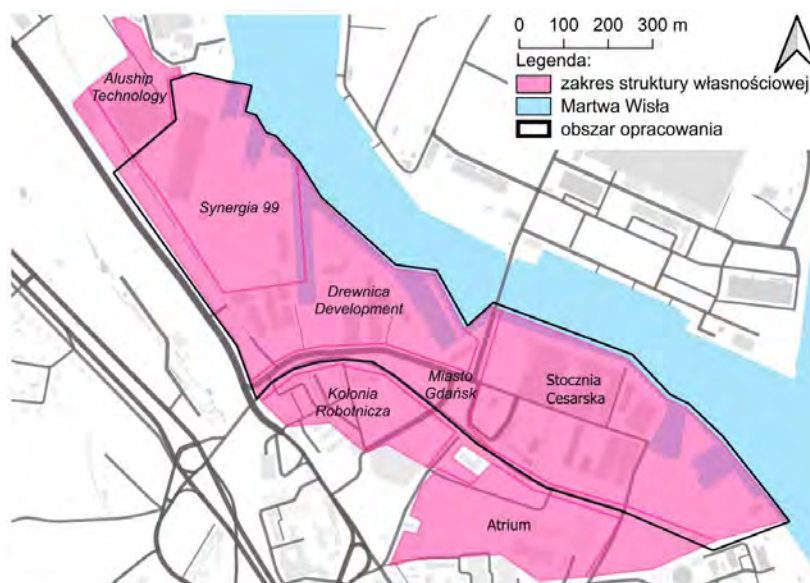 0 100 200 300 m
Legenda:
zakres struktury własnościowej
Martwa Wisła
obszar opracowania
Aluship
Technology
Synergia 99
Drewnica
Development
Miasto
Gdańsk
Kolonia
Robotnicza
Stocznia
Cesarska
Atrium